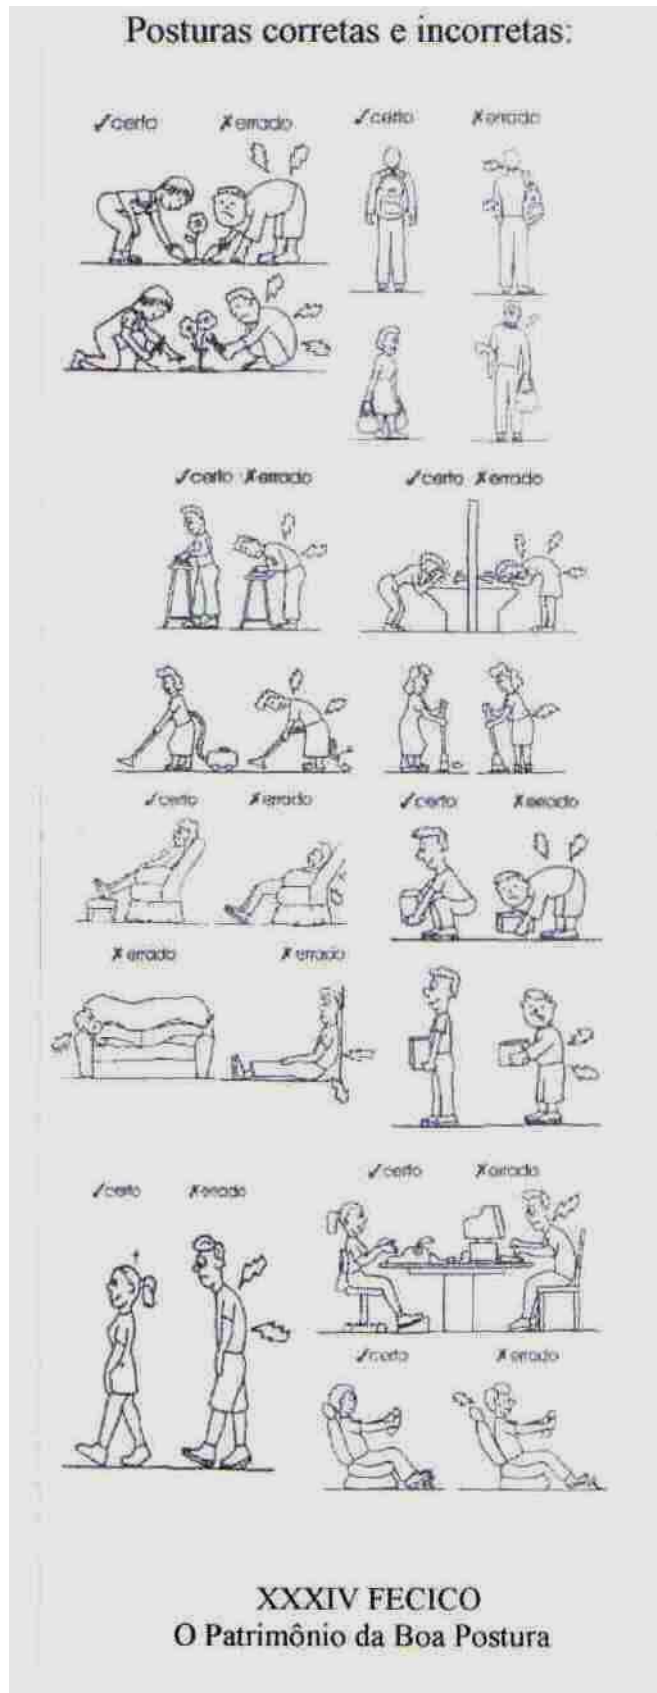 Posturas corretas e incorretas:
✓certo ✗errado ✓certo ✗errado
✓certo ✗errado ✓certo ✗errado
✓certo ✗errado ✓certo ✗errado
✗errado ✗errado
✓certo ✗errado
✓certo ✗errado
✓certo ✗errado
XXXIV FECICO
O Patrimônio da Boa Postura